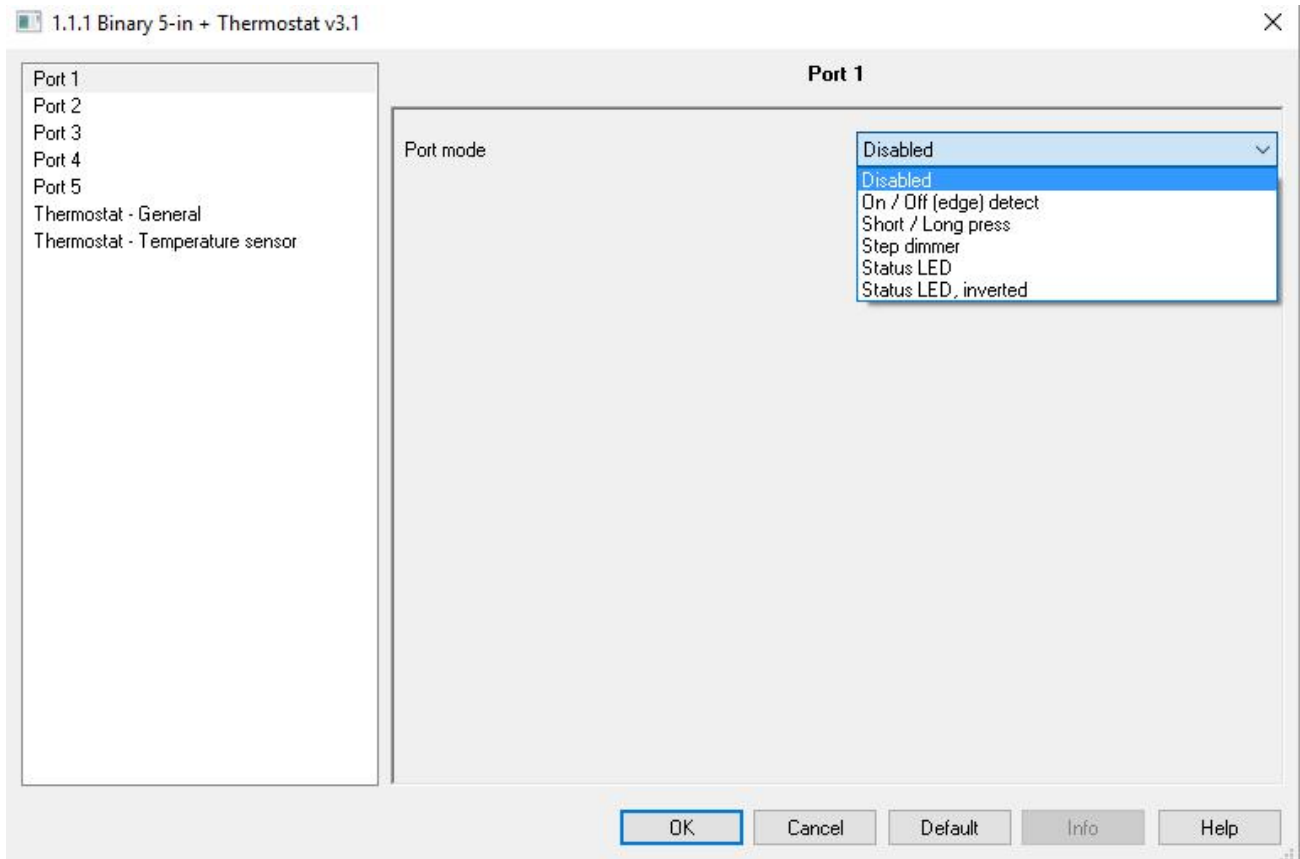 1.1.1 Binary 5-in + Thermostat v3.1
Port 1
Port 2
Port 3
Port 4
Port 5
Thermostat - General
Thermostat - Temperature sensor
Port 1
Port mode
Disabled
Disabled
On / Off (edge) detect
Short / Long press
Step dimmer
Status LED
Status LED, inverted
OK
Cancel
Default
Info
Help